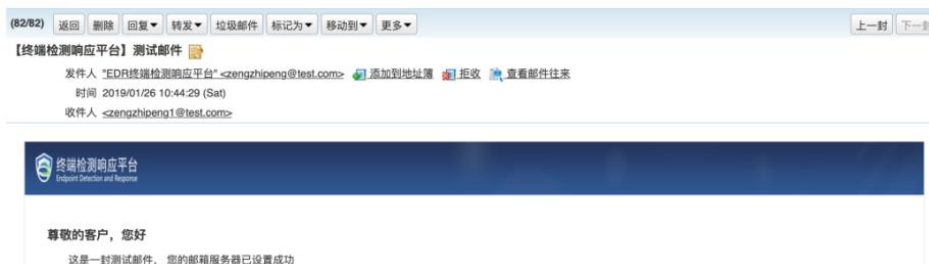 (82/82) 返回 删除 回复 转发 垃圾邮件 标记为 移动到 更多 上一封 下一封
【终端检测响应平台】测试邮件
发件人 "EDR终端检测响应平台" <zengzhipeng@test.com> 添加到地址簿 拒收 查看邮件往来
时间 2019/01/26 10:44:29 (Sat)
收件人 <zengzhipeng1@test.com>
终端检测响应平台
Endpoint Detection and Response
尊敬的客户，您好
这是一封测试邮件， 您的邮箱服务器已设置成功